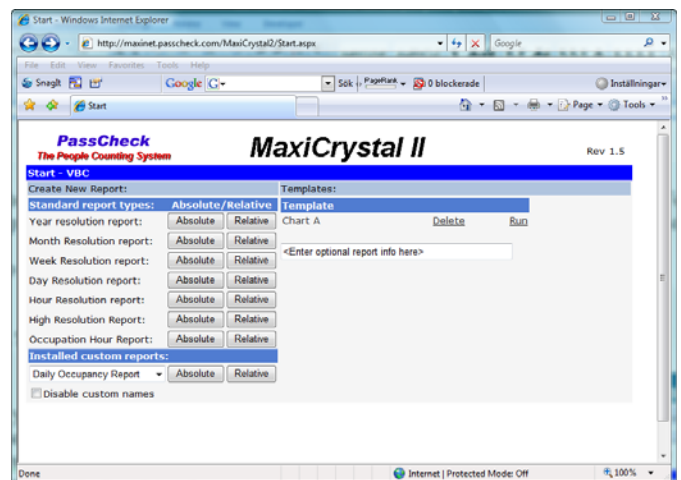 Start - Windows Internet Explorer
http://maxinet.passcheck.com/MaxiCrystal2/Start.aspx
Google
File Edit View Favorites Tools Help
SnagIt
Google G
Sök
PageRank
0 blockerade
Inställningar
Start
Page
Tools
PassCheck
The People Counting System
MaxiCrystal II
Rev 1.5
Start - VBC
Create New Report: Templates:
Standard report types: Absolute/Relative Template
Year resolution report: Absolute Relative Chart A Delete Run
Month Resolution report: Absolute Relative
<Enter optional report info here>
Week Resolution report: Absolute Relative
Day Resolution report: Absolute Relative
Hour Resolution report: Absolute Relative
High Resolution Report: Absolute Relative
Occupation Hour Report: Absolute Relative
Installed custom reports:
Daily Occupancy Report Absolute Relative
Disable custom names
Done
Internet | Protected Mode: Off
100%